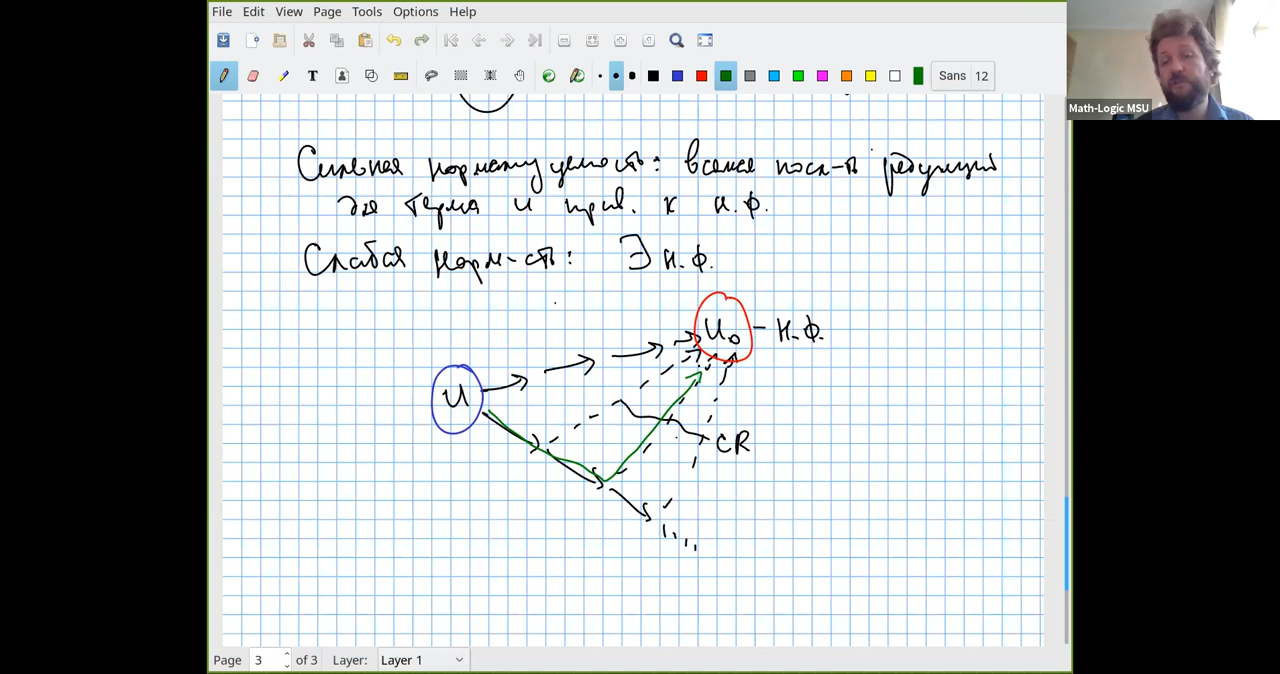 File Edit View Page Tools Options Help
Sans 12
Math-Logic MSU
Сильная нормализуемость: всякая посл-ть редукций
для терма u прив. к н.ф.
Слабая норм-сть: ∃ н.ф.
u₀ – н.ф.
u
CR
Page 3 of 3 Layer: Layer 1